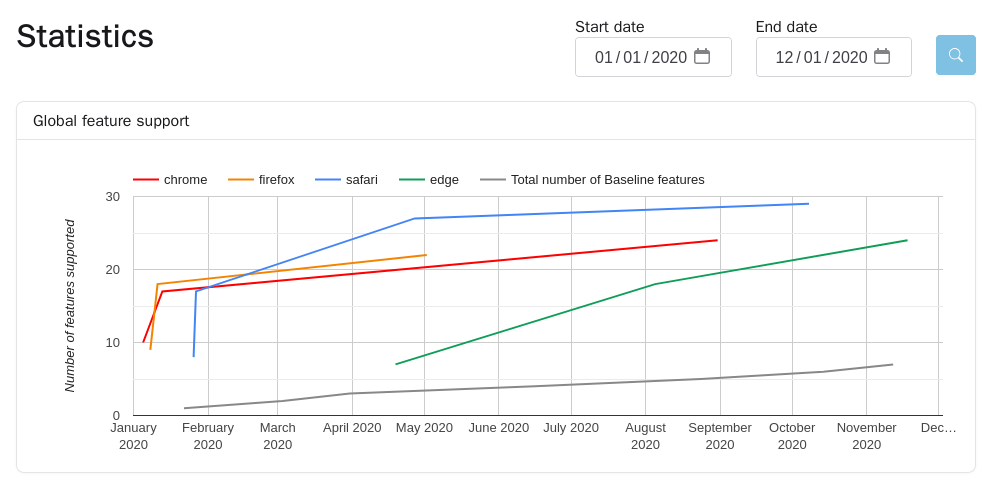 Statistics
Start date
End date
01/01/2020
12/01/2020
Global feature support
chrome
firefox
safari
edge
Total number of Baseline features
Number of features supported
30
20
10
0
January
2020
February
2020
March
2020
April 2020
May 2020
June 2020
July 2020
August
2020
September
2020
October
2020
November
2020
Dec…